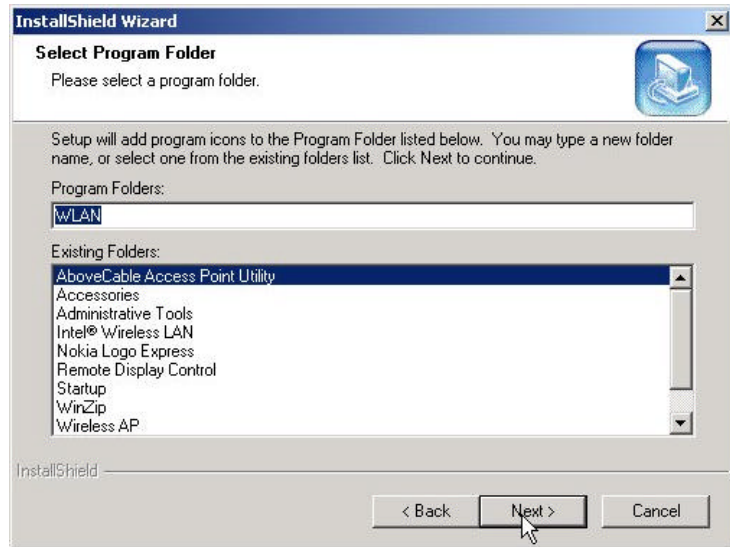 InstallShield Wizard
Select Program Folder
Please select a program folder.
Setup will add program icons to the Program Folder listed below. You may type a new folder
name, or select one from the existing folders list. Click Next to continue.
Program Folders:
WLAN
Existing Folders:
AboveCable Access Point Utility
Accessories
Administrative Tools
Intel® Wireless LAN
Nokia Logo Express
Remote Display Control
Startup
WinZip
Wireless AP
InstallShield
< Back
Next >
Cancel